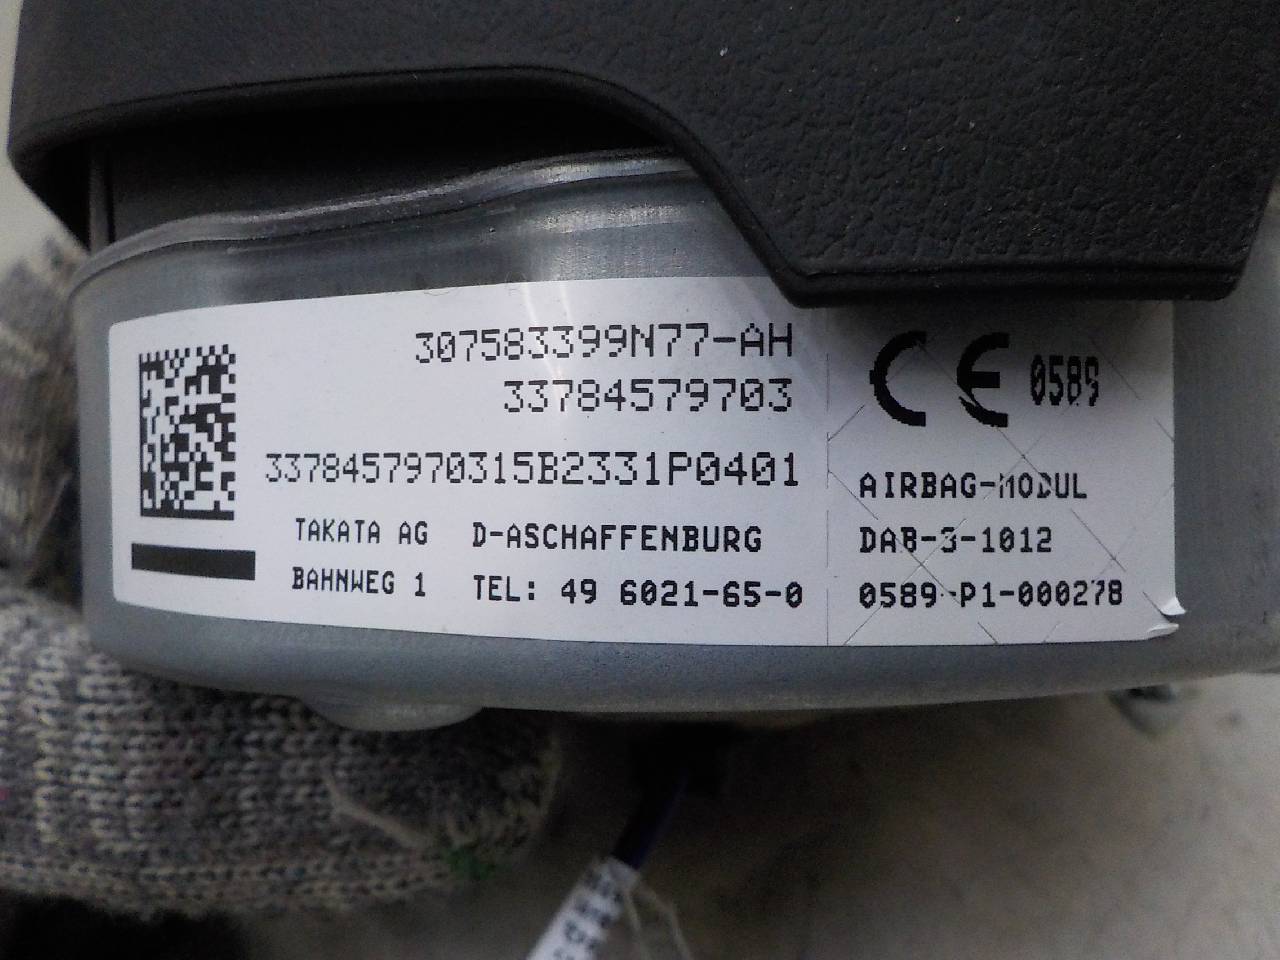 307583399N77-AH
33784579703
3378457970315B2331P0401
TAKATA AG D-ASCHAFFENBURG
BAHNWEG 1 TEL: 49 6021-65-0
CE 0589
AIRBAG-MODUL
DAB-3-1012
0589-P1-000278